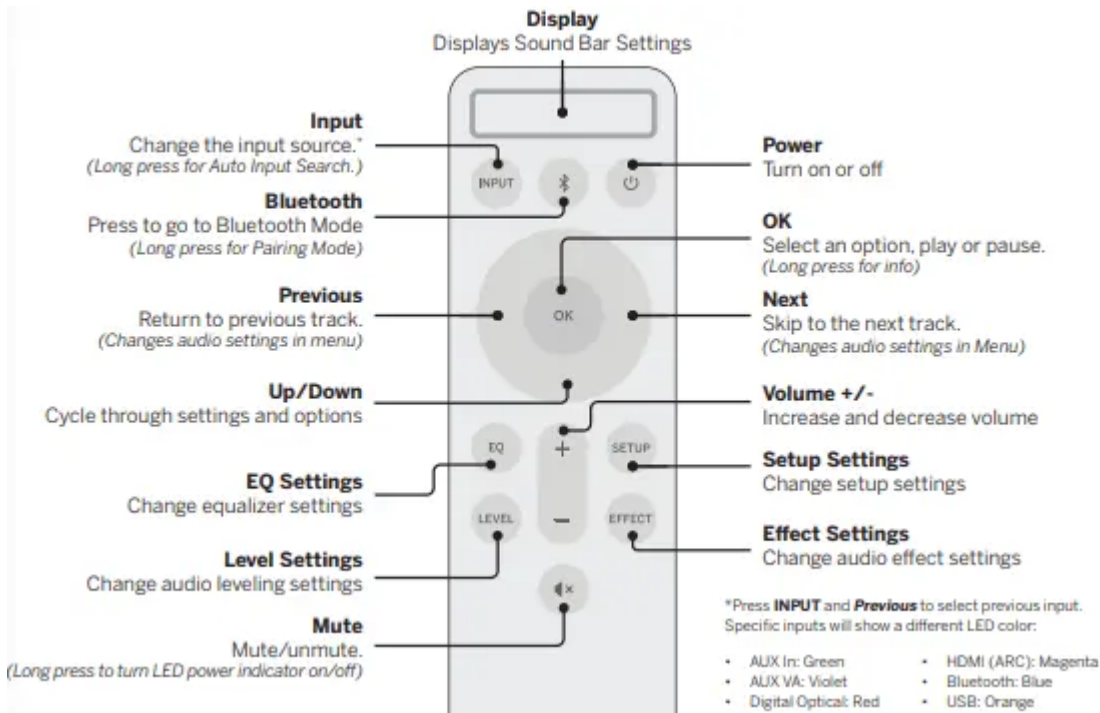 Display
Displays Sound Bar Settings
Input
Change the input source.*
(Long press for Auto Input Search.)
Bluetooth
Press to go to Bluetooth Mode
(Long press for Pairing Mode)
Previous
Return to previous track.
(Changes audio settings in menu)
Up/Down
Cycle through settings and options
EQ Settings
Change equalizer settings
Level Settings
Change audio leveling settings
Mute
Mute/unmute.
(Long press to turn LED power indicator on/off)
INPUT
OK
EQ
+
SETUP
LEVEL
−
EFFECT
Power
Turn on or off
OK
Select an option, play or pause.
(Long press for info)
Next
Skip to the next track.
(Changes audio settings in Menu)
Volume +/-
Increase and decrease volume
Setup Settings
Change setup settings
Effect Settings
Change audio effect settings
*Press INPUT and Previous to select previous input.
Specific inputs will show a different LED color:
• AUX In: Green
• AUX VA: Violet
• Digital Optical: Red
• HDMI (ARC): Magenta
• Bluetooth: Blue
• USB: Orange